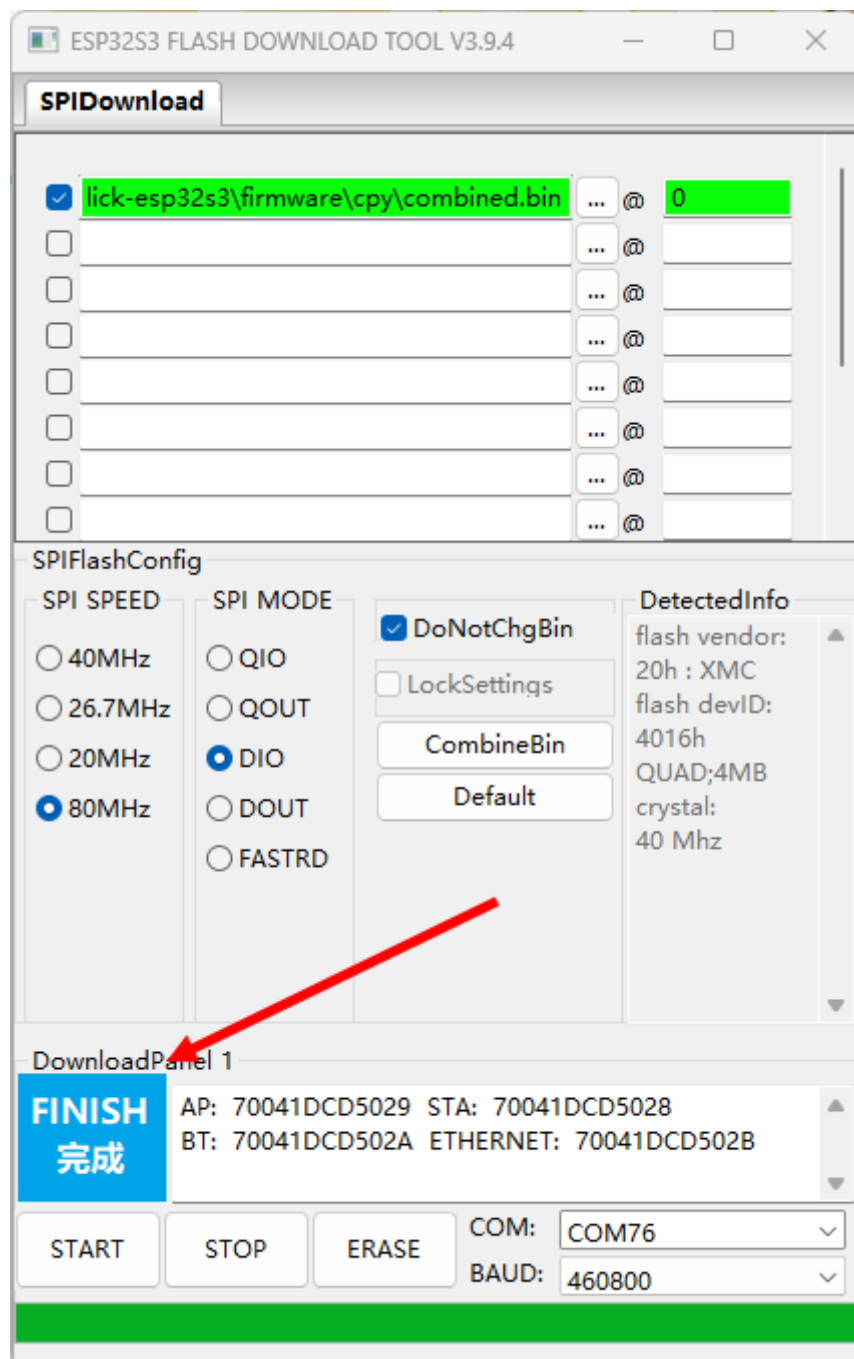 ESP32S3 FLASH DOWNLOAD TOOL V3.9.4
SPIDownload
lick-esp32s3\firmware\cpy\combined.bin ... @ 0
... @
... @
... @
... @
... @
... @
... @
SPIFlashConfig
SPI SPEED
40MHz
26.7MHz
20MHz
80MHz
SPI MODE
QIO
QOUT
DIO
DOUT
FASTRD
DoNotChgBin
LockSettings
CombineBin
Default
DetectedInfo
flash vendor:
20h : XMC
flash devID:
4016h
QUAD;4MB
crystal:
40 Mhz
DownloadPanel 1
FINISH
完成
AP: 70041DCD5029 STA: 70041DCD5028
BT: 70041DCD502A ETHERNET: 70041DCD502B
START STOP ERASE
COM: COM76
BAUD: 460800